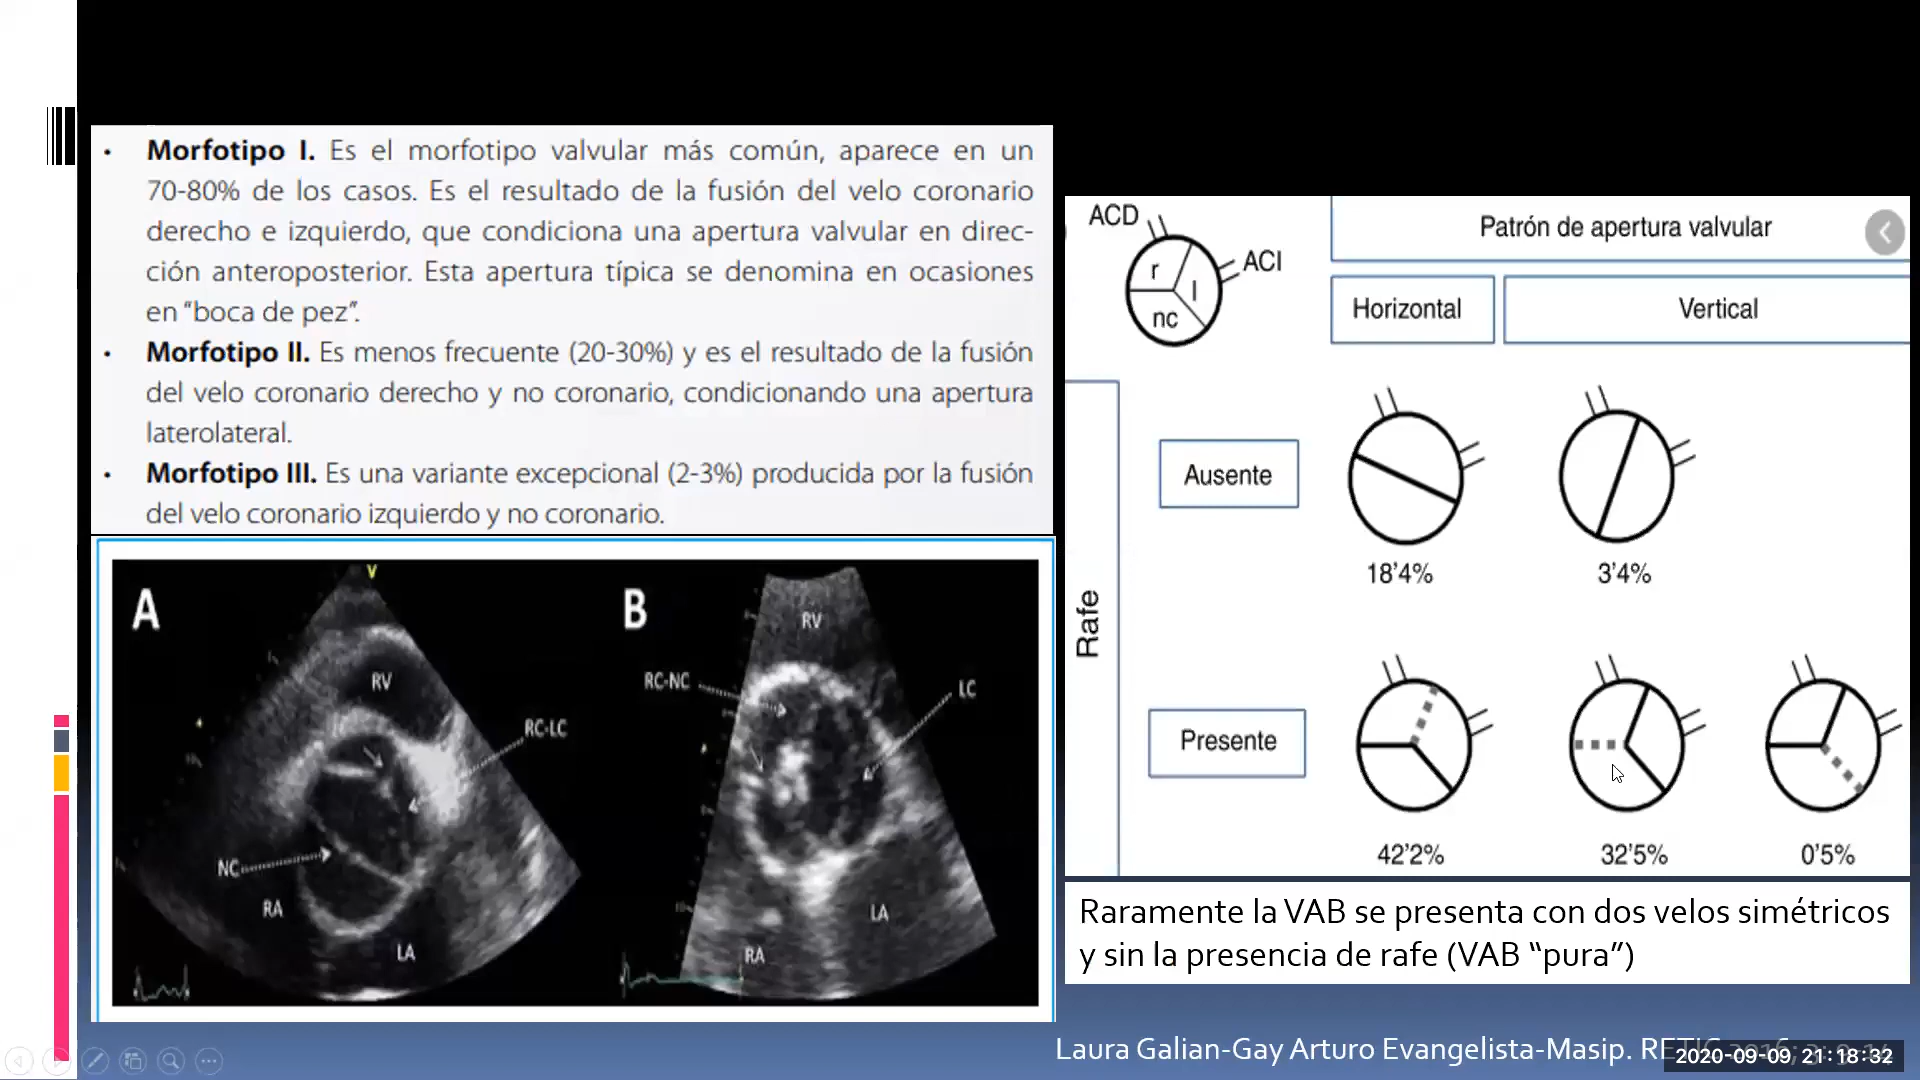 • Morfotipo I. Es el morfotipo valvular más común, aparece en un
70-80% de los casos. Es el resultado de la fusión del velo coronario
derecho e izquierdo, que condiciona una apertura valvular en direc-
ción anteroposterior. Esta apertura típica se denomina en ocasiones
en “boca de pez”.
• Morfotipo II. Es menos frecuente (20-30%) y es el resultado de la fusión
del velo coronario derecho y no coronario, condicionando una apertura
laterolateral.
• Morfotipo III. Es una variante excepcional (2-3%) producida por la fusión
del velo coronario izquierdo y no coronario.
A
V
RV
RC-LC
NC
RA
LA
B
RV
RC-NC
LC
LA
RA
ACD
ACI
r
l
nc
Patrón de apertura valvular
Horizontal
Vertical
Rafe
Ausente
18'4%
3'4%
Presente
42'2%
32'5%
0'5%
Raramente la VAB se presenta con dos velos simétricos
y sin la presencia de rafe (VAB “pura”)
Laura Galian-Gay Arturo Evangelista-Masip. RETIC
2020-09-09 21:18:32